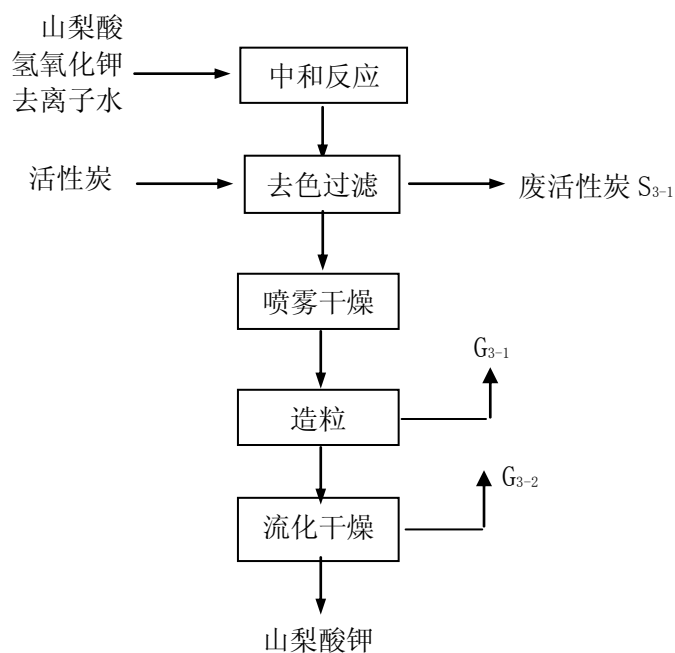 山梨酸
氢氧化钾
去离子水
中和反应
活性炭
去色过滤
废活性炭 S3-1
喷雾干燥
G3-1
造粒
G3-2
流化干燥
山梨酸钾